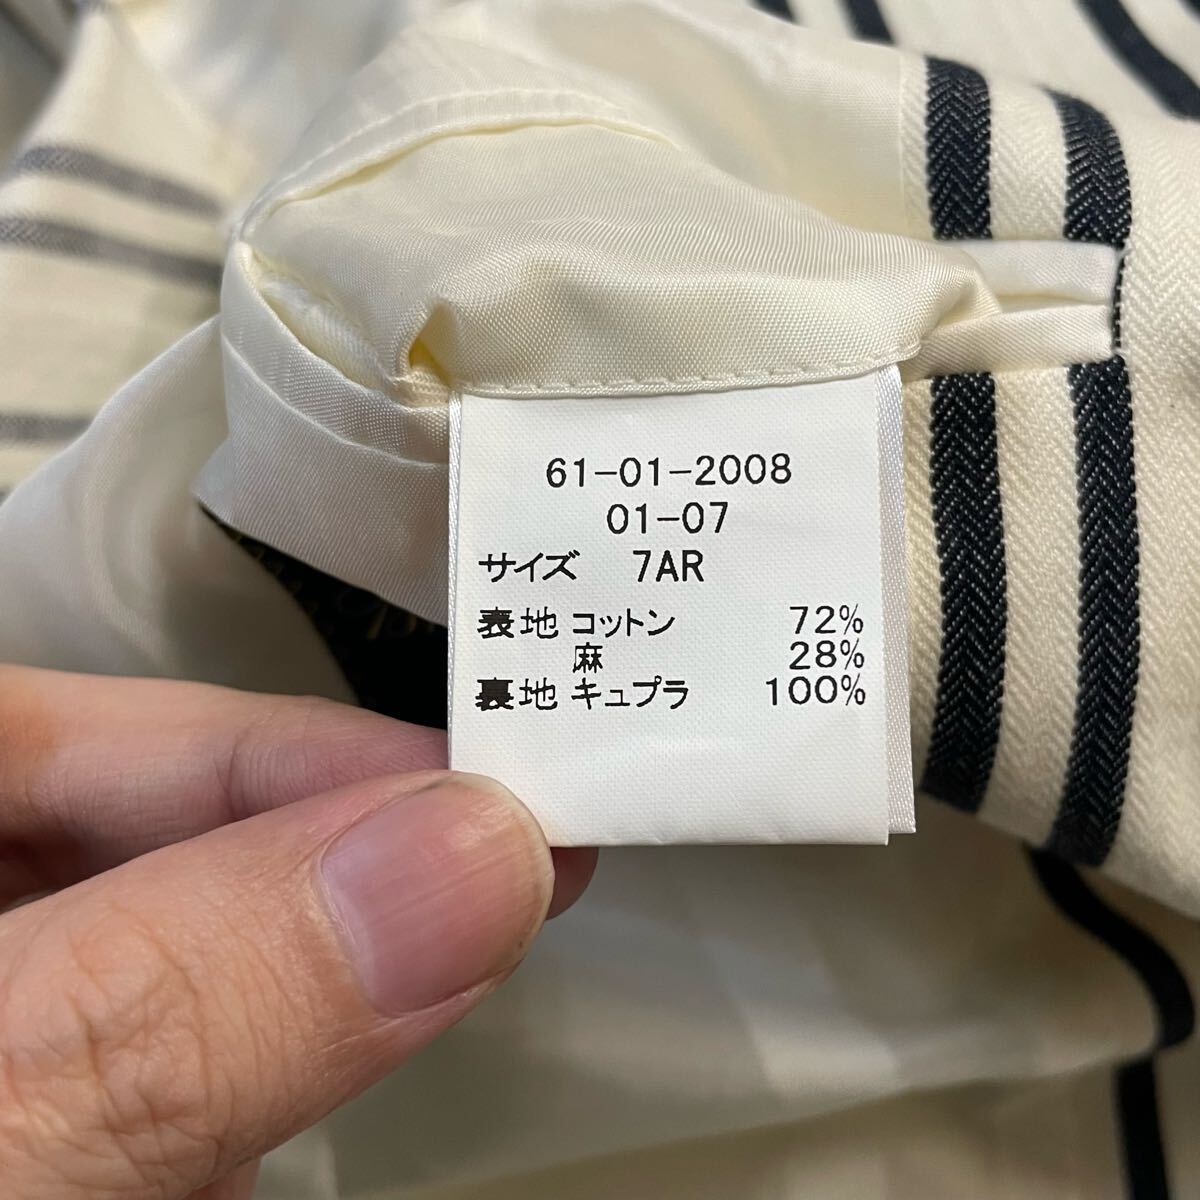 61-01-2008
01-07
サイズ 7AR
表地 コットン 72%
麻 28%
裏地 キュプラ 100%